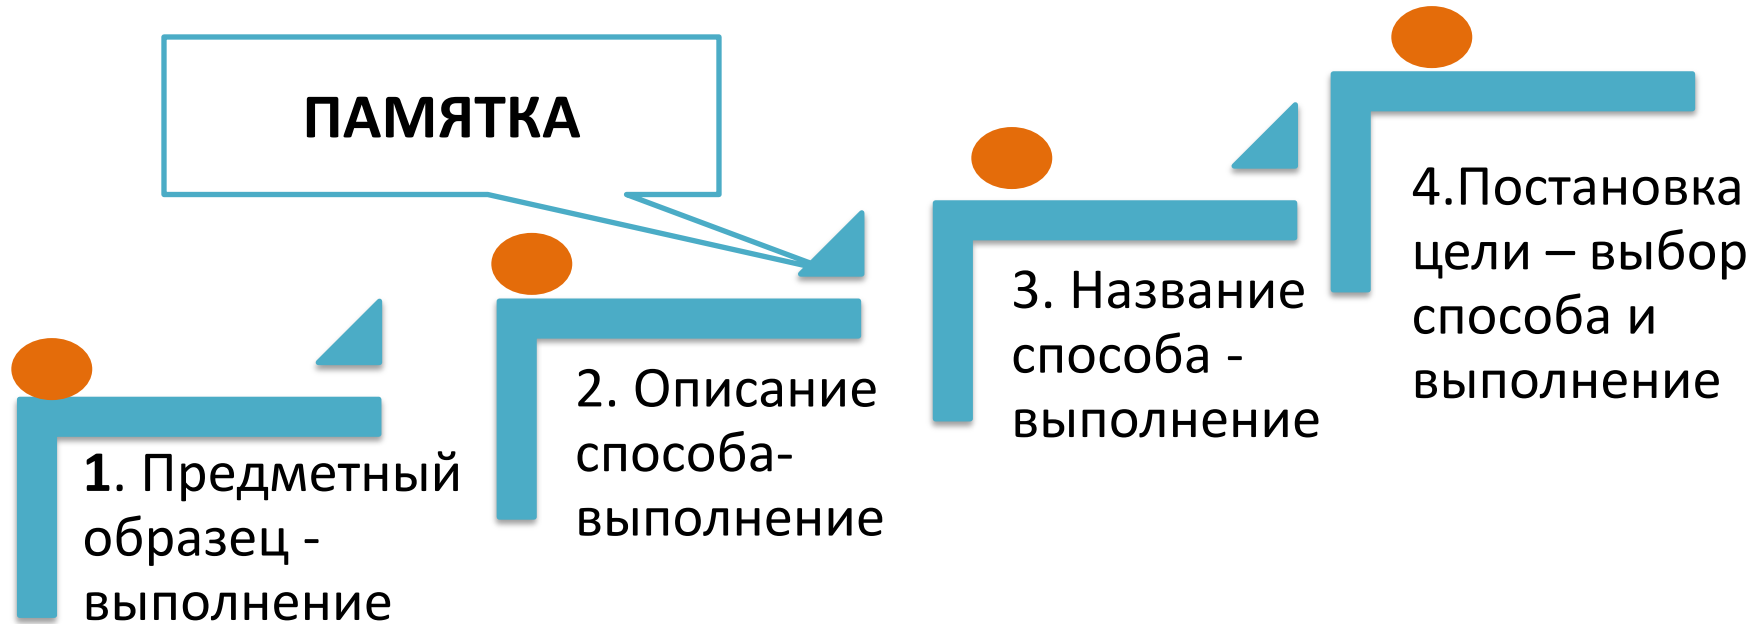 ПАМЯТКА
1. Предметный
образец -
выполнение
2. Описание
способа-
выполнение
3. Название
способа -
выполнение
4.Постановка
цели – выбор
способа и
выполнение